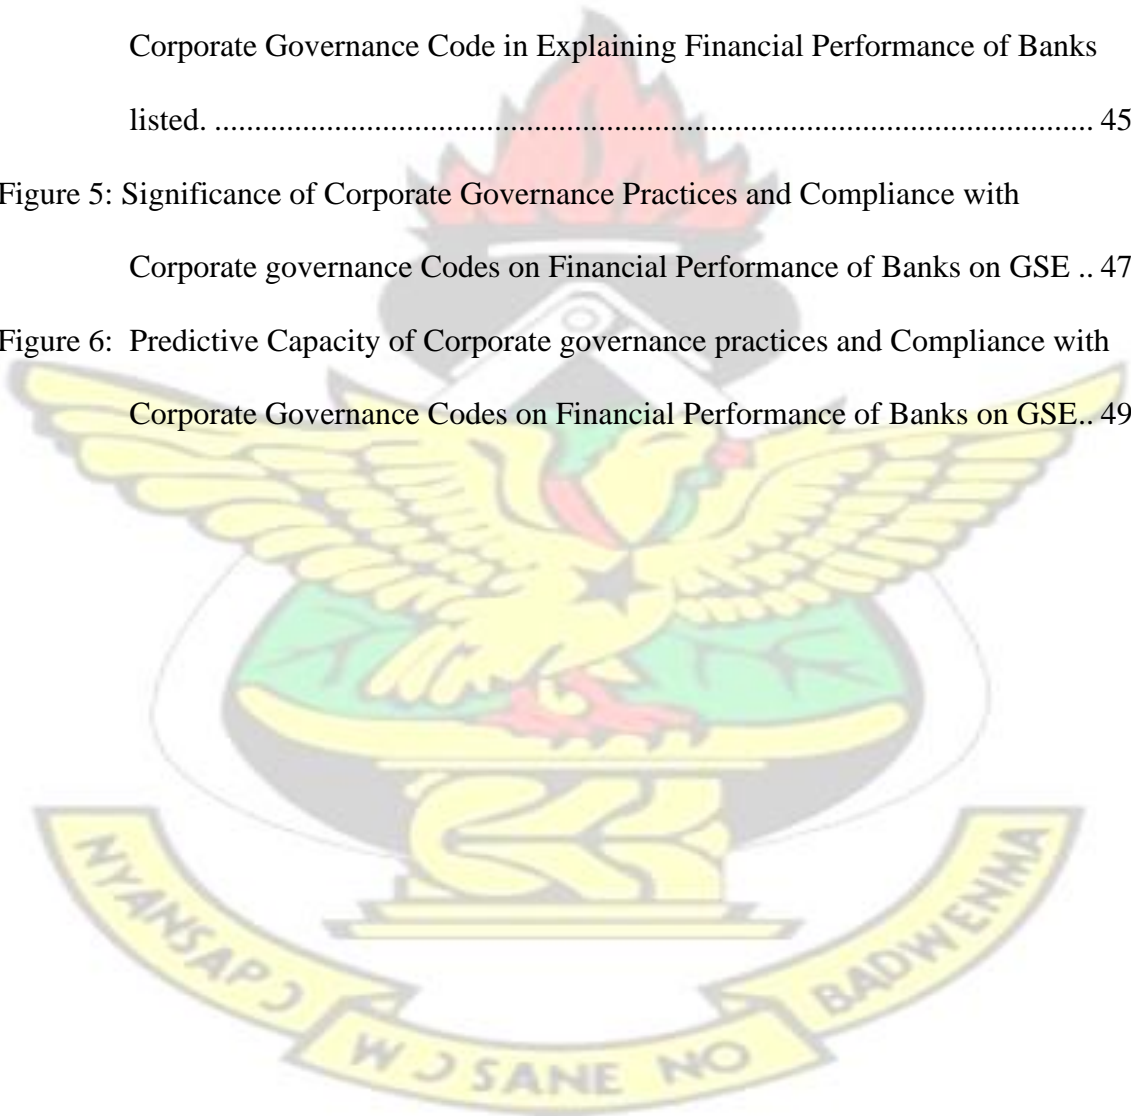 Corporate Governance Code in Explaining Financial Performance of Banks
listed. ................................................................................................................ 45
Figure 5: Significance of Corporate Governance Practices and Compliance with
Corporate governance Codes on Financial Performance of Banks on GSE .. 47
Figure 6:  Predictive Capacity of Corporate governance practices and Compliance with
Corporate Governance Codes on Financial Performance of Banks on GSE.. 49
NYANSAPƆ
WƆSANE NO
BADWENMA